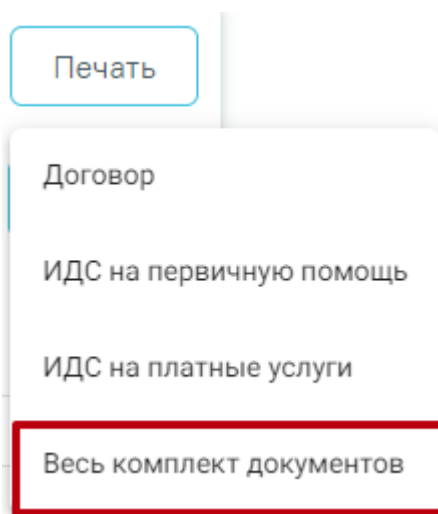 Печать
Договор
ИДС на первичную помощь
ИДС на платные услуги
Весь комплект документов